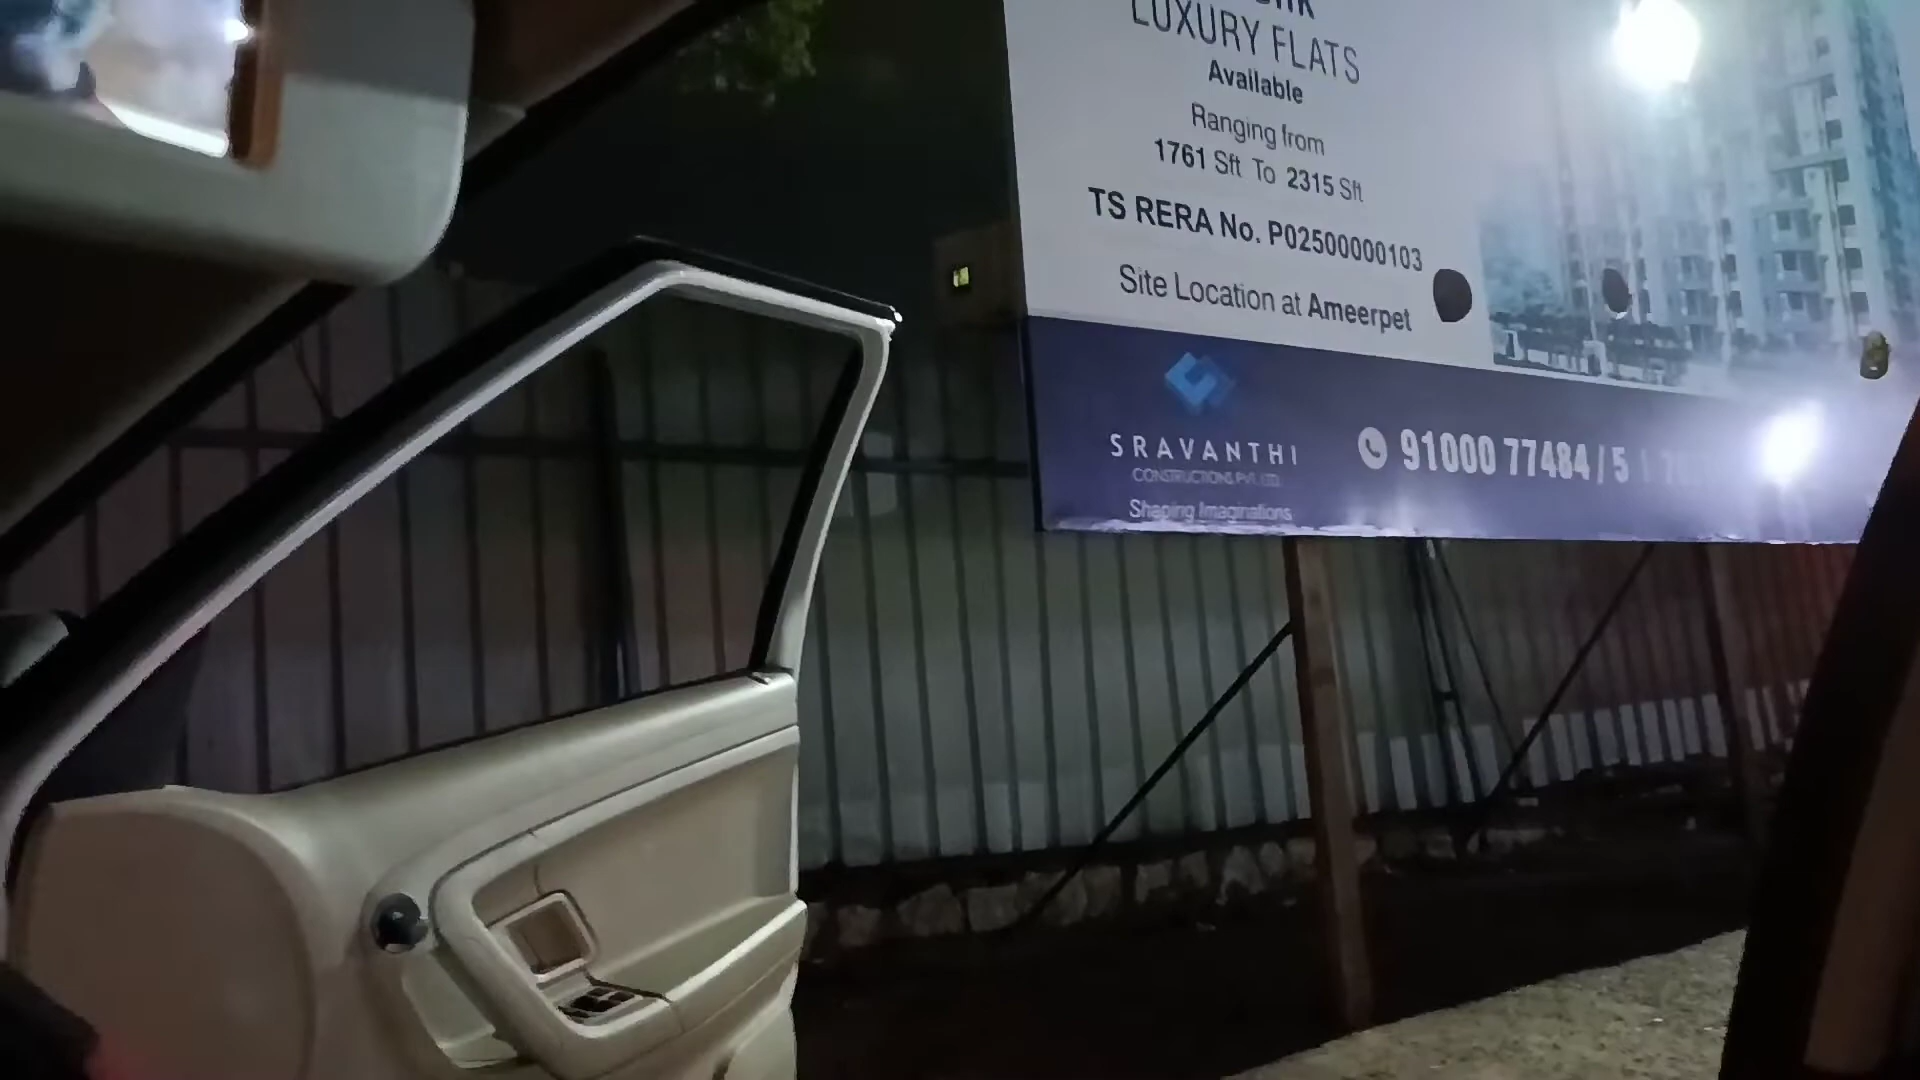 LUXURY FLATS
Available
Ranging from
1761 Sft To 2315 Sft
TS RERA No. P02500000103
Site Location at Ameerpet
SRAVANTHI
CONSTRUCTIONS PVT. LTD.
Shaping Imaginations
91000 77484 / 5